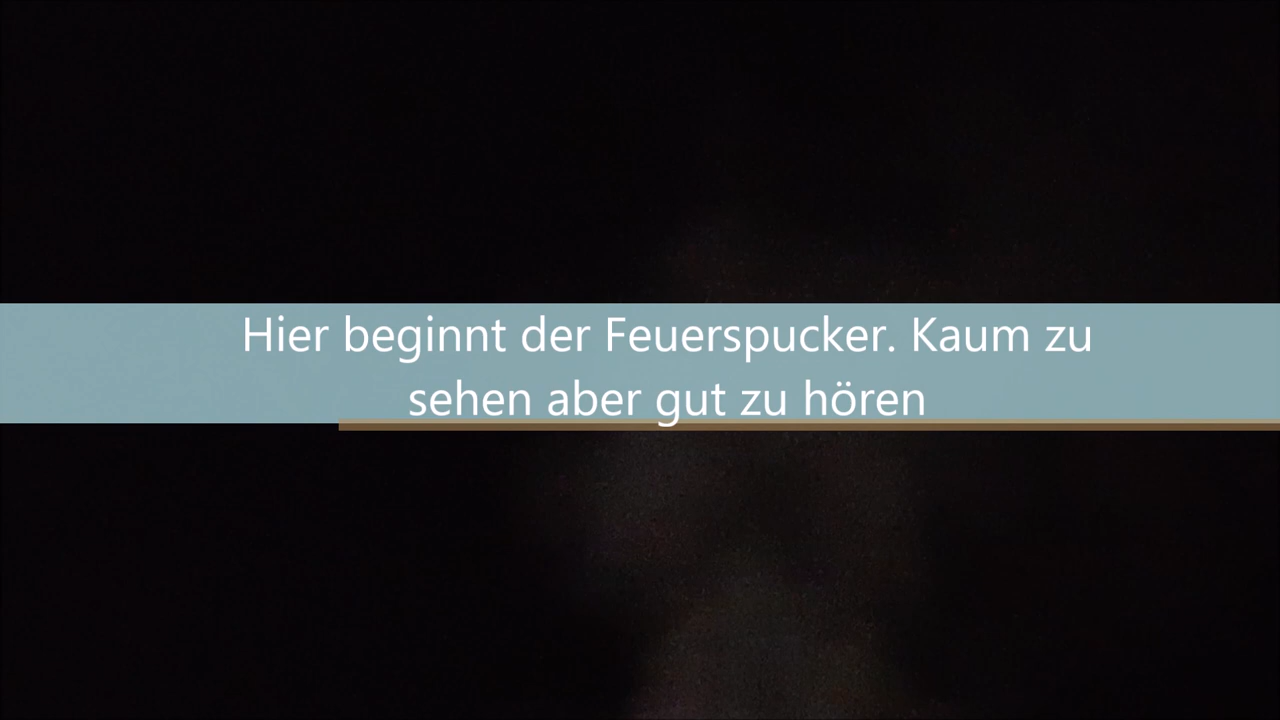 Hier beginnt der Feuerspucker. Kaum zu
sehen aber gut zu hören